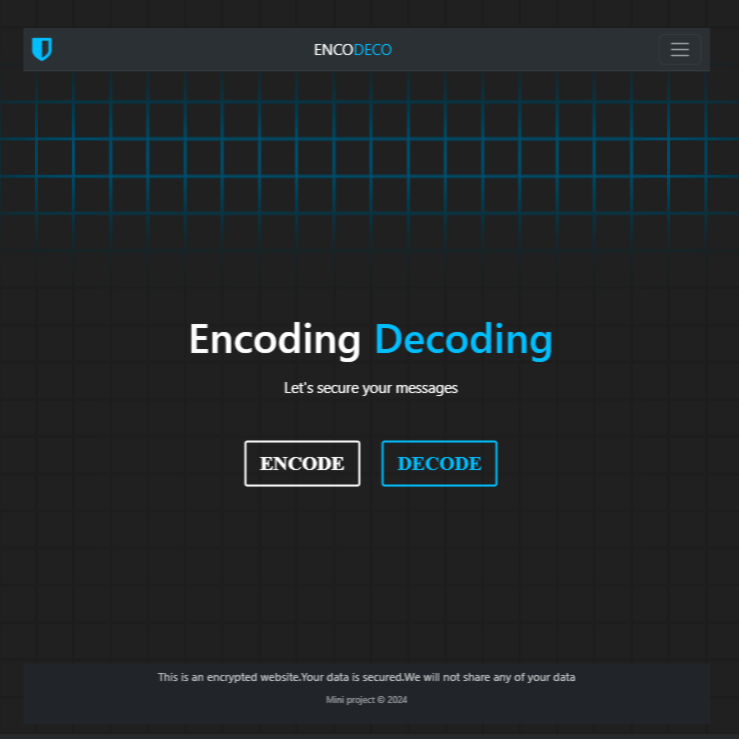 ENCODECO
Encoding Decoding
Let's secure your messages
ENCODE DECODE
This is an encrypted website.Your data is secured.We will not share any of your data
Mini project © 2024